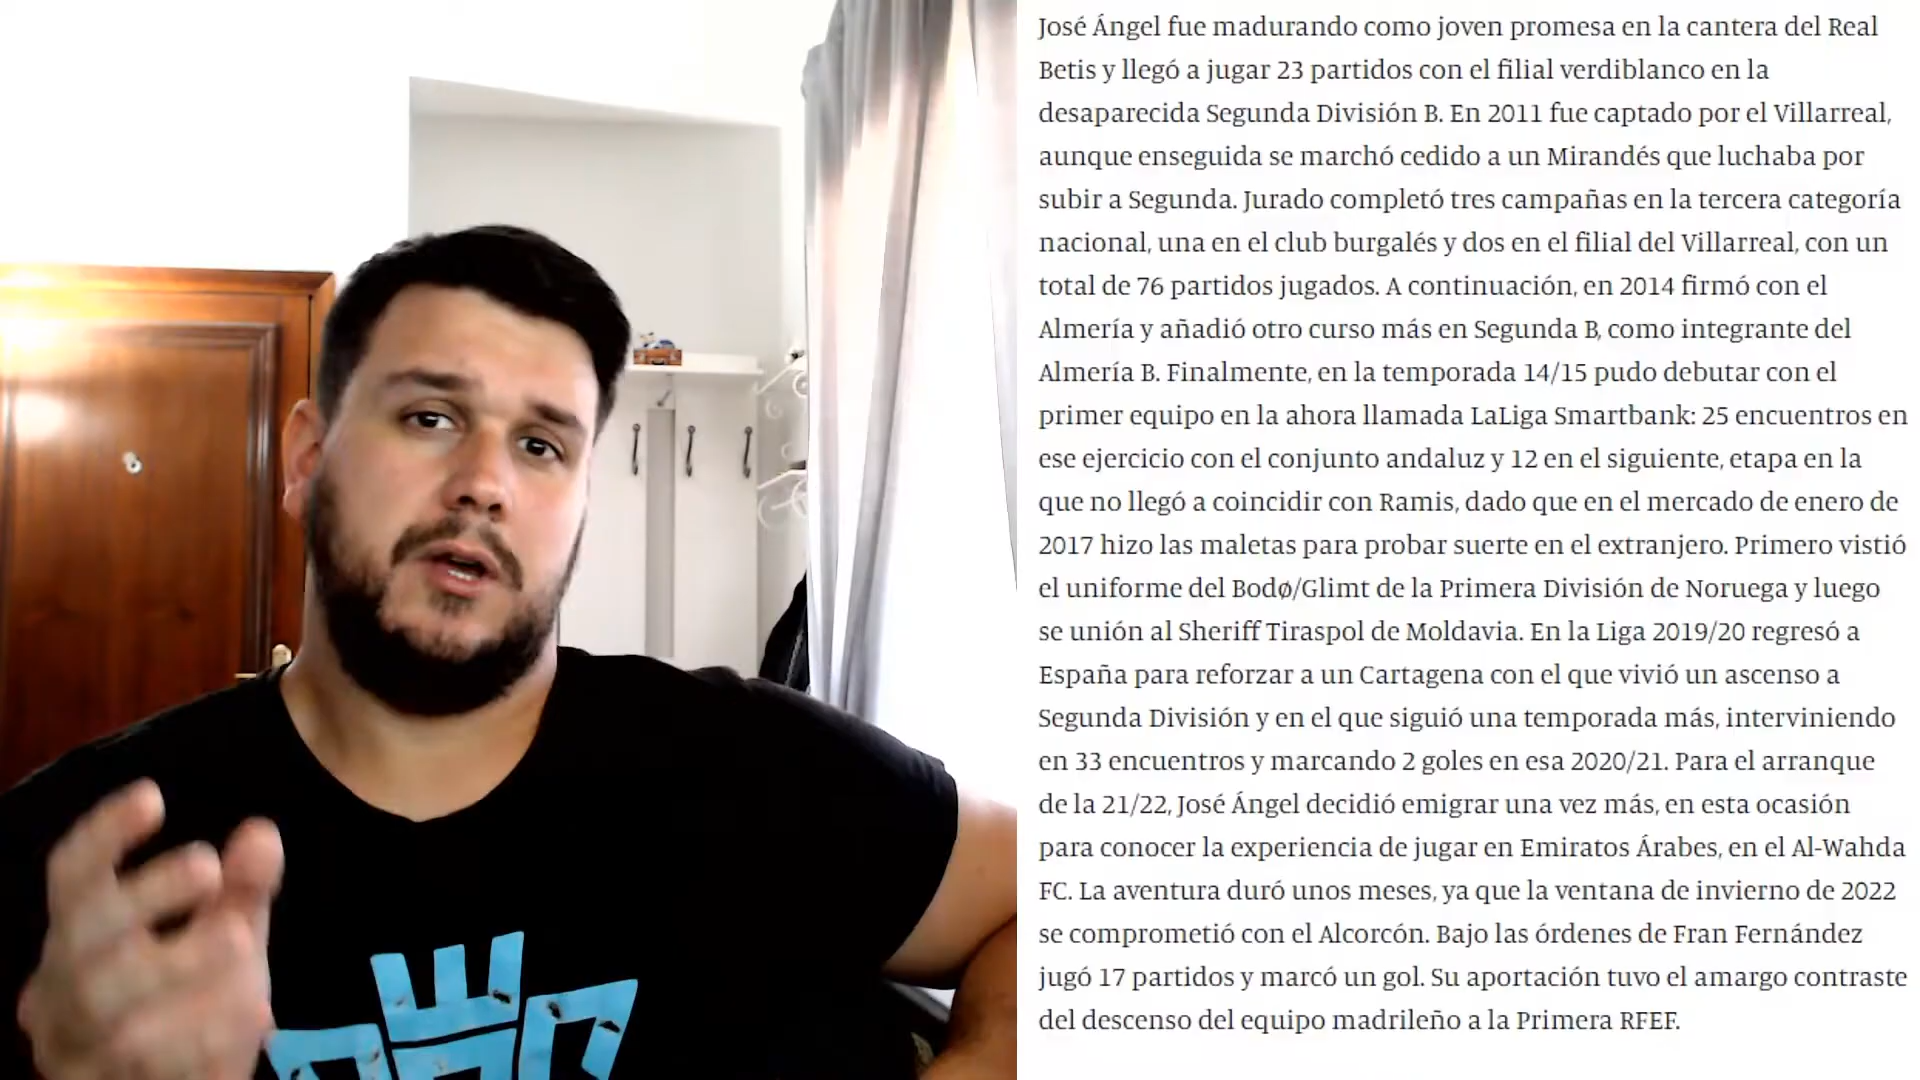 José Ángel fue madurando como joven promesa en la cantera del Real
Betis y llegó a jugar 23 partidos con el filial verdiblanco en la
desaparecida Segunda División B. En 2011 fue captado por el Villarreal,
aunque enseguida se marchó cedido a un Mirandés que luchaba por
subir a Segunda. Jurado completó tres campañas en la tercera categoría
nacional, una en el club burgalés y dos en el filial del Villarreal, con un
total de 76 partidos jugados. A continuación, en 2014 firmó con el
Almería y añadió otro curso más en Segunda B, como integrante del
Almería B. Finalmente, en la temporada 14/15 pudo debutar con el
primer equipo en la ahora llamada LaLiga Smartbank: 25 encuentros en
ese ejercicio con el conjunto andaluz y 12 en el siguiente, etapa en la
que no llegó a coincidir con Ramis, dado que en el mercado de enero de
2017 hizo las maletas para probar suerte en el extranjero. Primero vistió
el uniforme del Bodø/Glimt de la Primera División de Noruega y luego
se unión al Sheriff Tiraspol de Moldavia. En la Liga 2019/20 regresó a
España para reforzar a un Cartagena con el que vivió un ascenso a
Segunda División y en el que siguió una temporada más, interviniendo
en 33 encuentros y marcando 2 goles en esa 2020/21. Para el arranque
de la 21/22, José Ángel decidió emigrar una vez más, en esta ocasión
para conocer la experiencia de jugar en Emiratos Árabes, en el Al-Wahda
FC. La aventura duró unos meses, ya que la ventana de invierno de 2022
se comprometió con el Alcorcón. Bajo las órdenes de Fran Fernández
jugó 17 partidos y marcó un gol. Su aportación tuvo el amargo contraste
del descenso del equipo madrileño a la Primera RFEF.